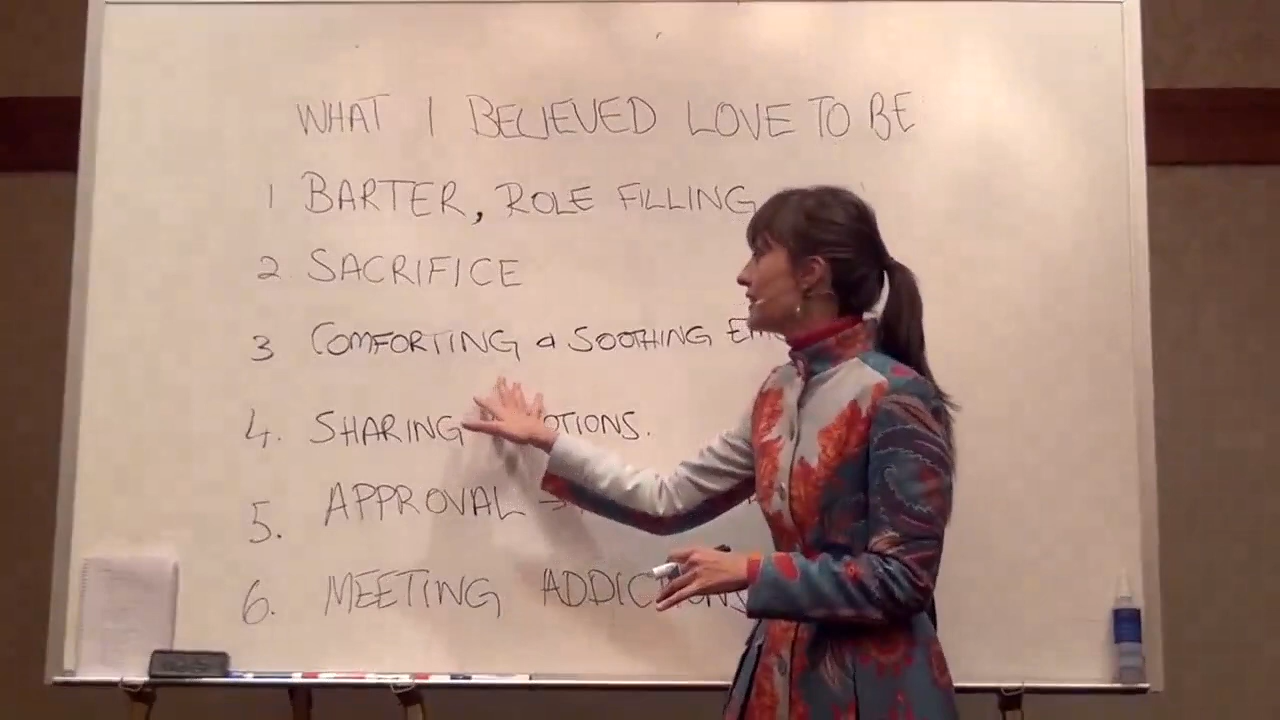 WHAT I BELIEVED LOVE TO BE
1 BARTER, ROLE FILLING
2. SACRIFICE
3 COMFORTING & SOOTHING
4. SHARING
5. APPROVAL →
6. MEETING ADDICTIONS